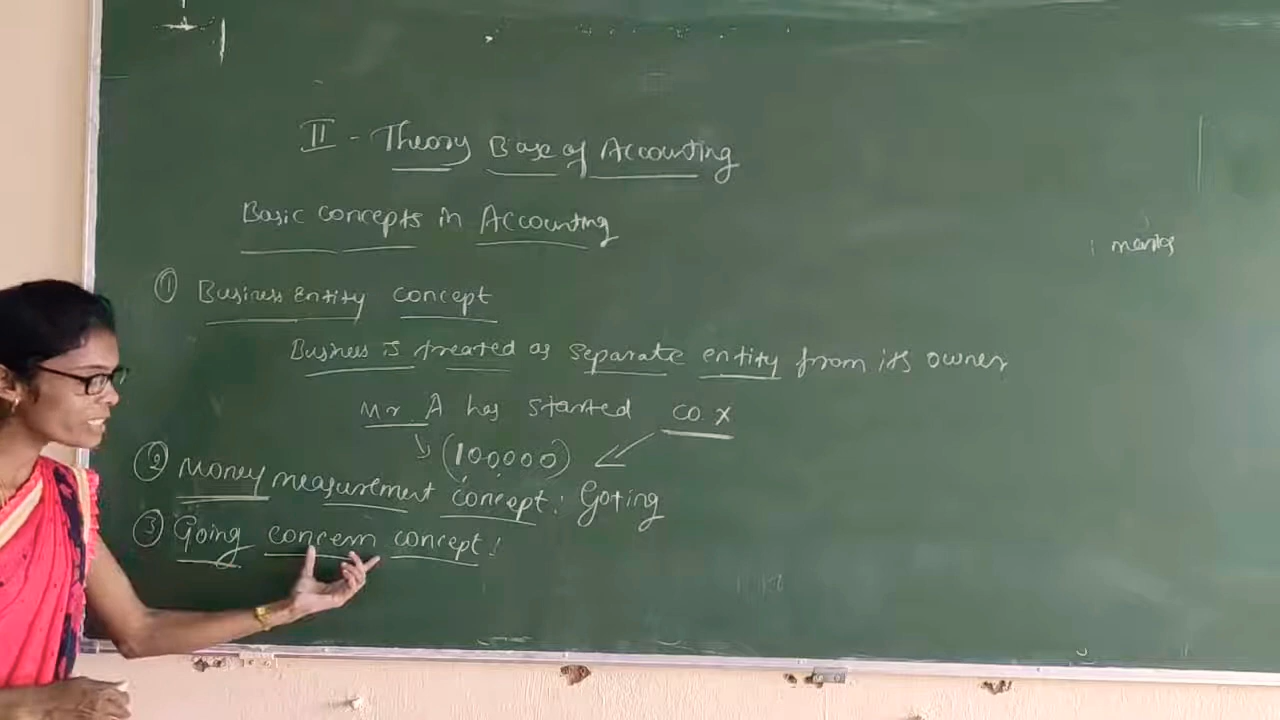 II - Theory Base of Accounting
Basic concepts in Accounting
marks
① Business Entity concept
Business is treated as separate entity from its owner
Mr. A has started co. X
(100000)
② Money measurement concept: Goting
③ Going concern concept: